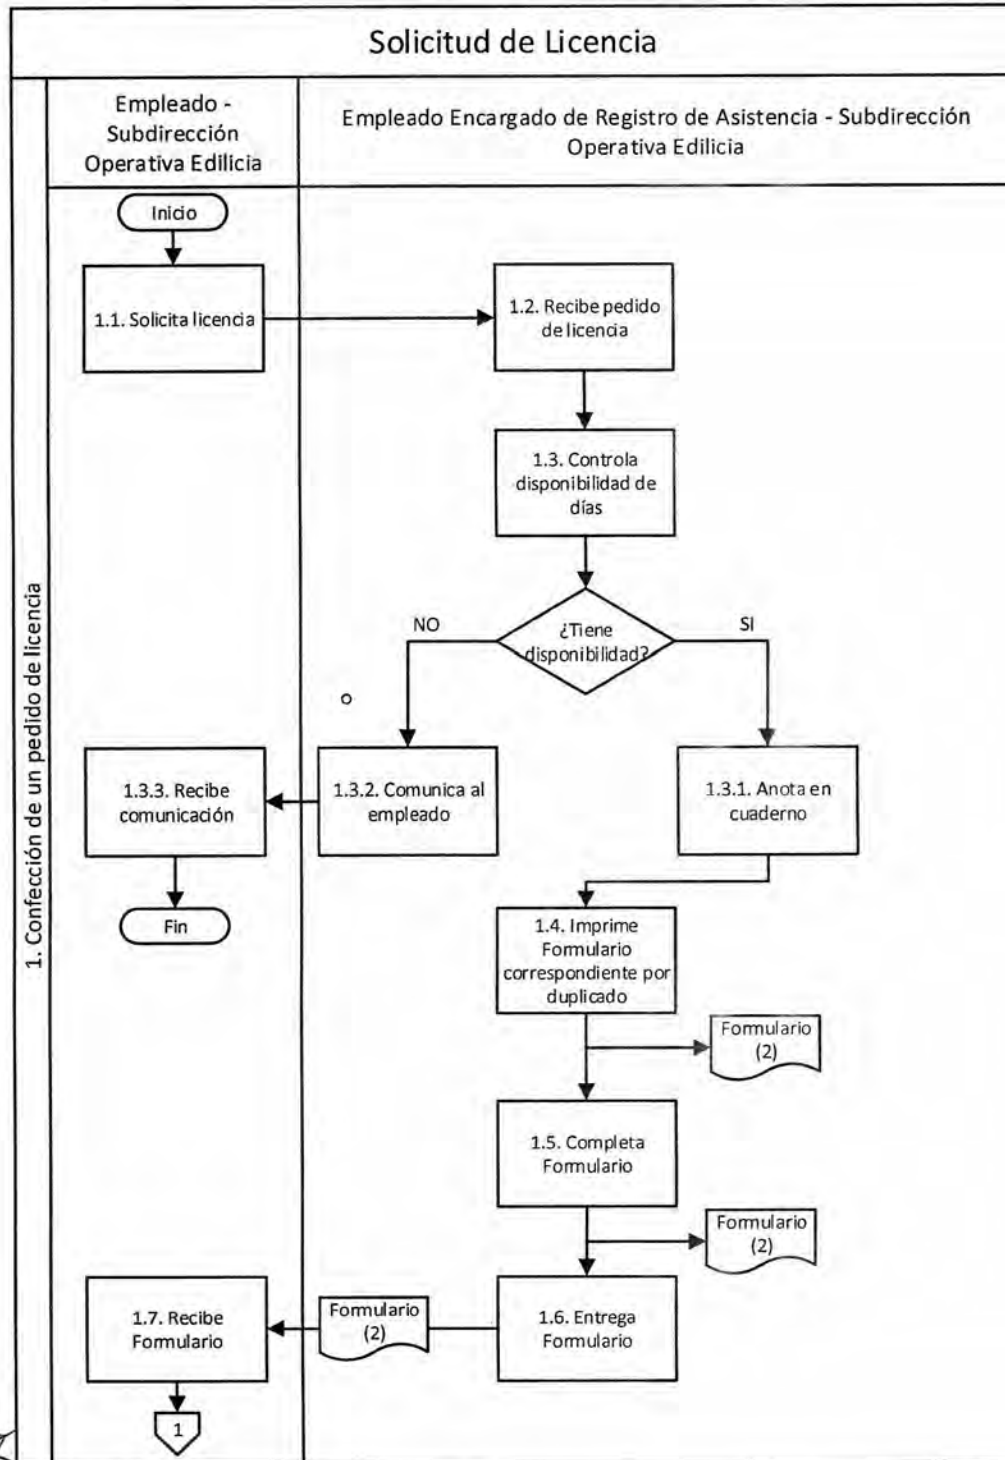 Solicitud de Licencia
Empleado -
Subdirección
Operativa Edilicia
Empleado Encargado de Registro de Asistencia - Subdirección
Operativa Edilicia
1. Confección de un pedido de licencia
Inicio
1.1. Solicita licencia
1.2. Recibe pedido
de licencia
1.3. Controla
disponibilidad de
días
¿Tiene
disponibilidad?
NO
SI
1.3.3. Recibe
comunicación
1.3.2. Comunica al
empleado
1.3.1. Anota en
cuaderno
Fin
1.4. Imprime
Formulario
correspondiente por
duplicado
Formulario
(2)
1.5. Completa
Formulario
Formulario
(2)
1.7. Recibe
Formulario
Formulario
(2)
1.6. Entrega
Formulario
1